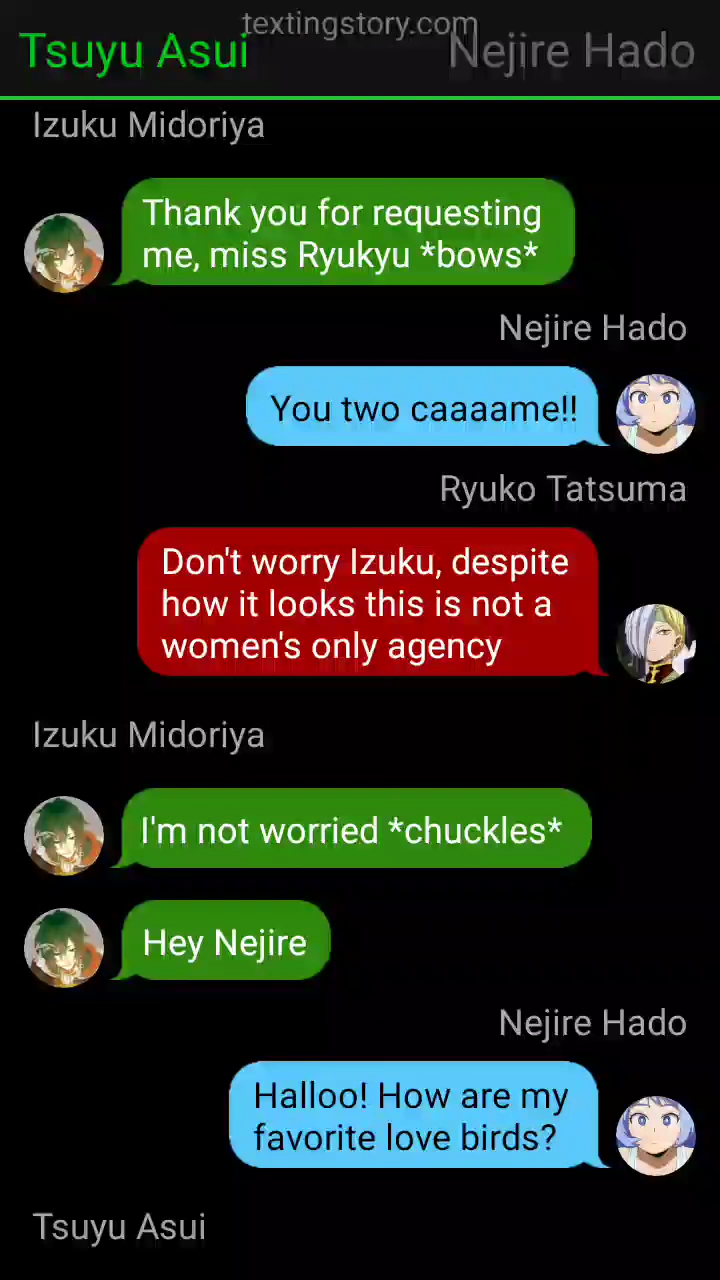 textingstory.com
Tsuyu Asui
Nejire Hado
Izuku Midoriya
Thank you for requesting
me, miss Ryukyu *bows*
Nejire Hado
You two caaaame!!
Ryuko Tatsuma
Don't worry Izuku, despite
how it looks this is not a
women's only agency
Izuku Midoriya
I'm not worried *chuckles*
Hey Nejire
Nejire Hado
Halloo! How are my
favorite love birds?
Tsuyu Asui